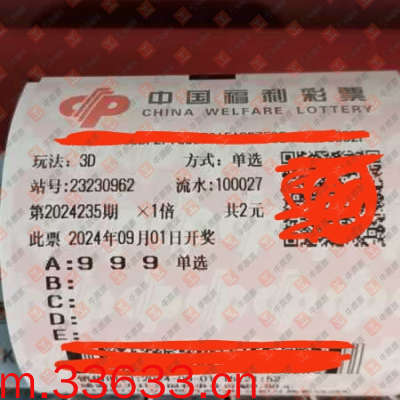 中国福利彩票
CHINA WELFARE LOTTERY
玩法:3D 方式:单选
站号:23230962 流水:100027
第2024235期 ×1倍 共2元
此票 2024年09月01日开奖
A:9 9 9 单选
B:
C:
D:
E:
m.33633.cn